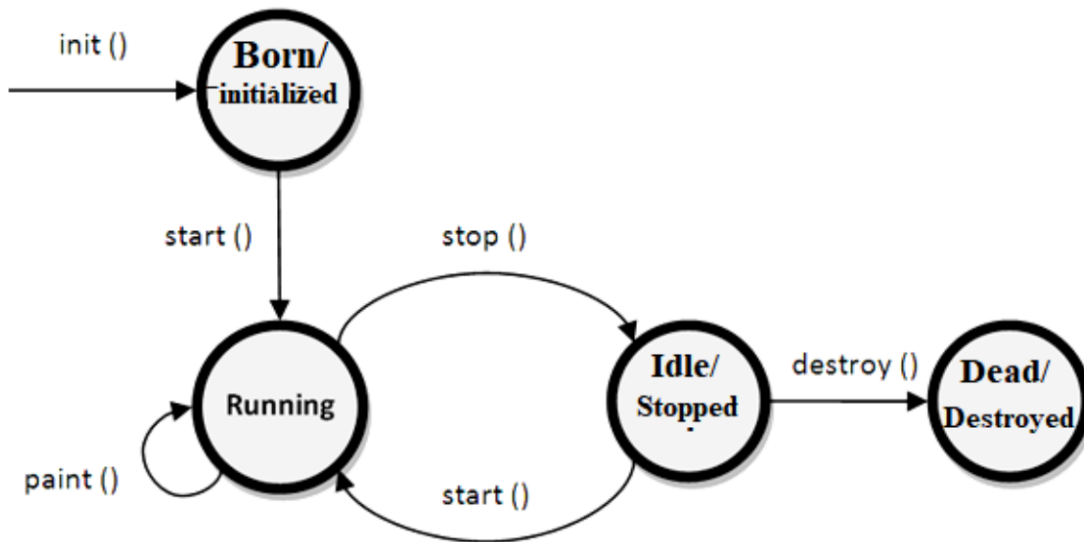 init ()
Born/
initialized
start ()
stop ()
Running
Idle/
Stopped
destroy ()
Dead/
Destroyed
paint ()
start ()